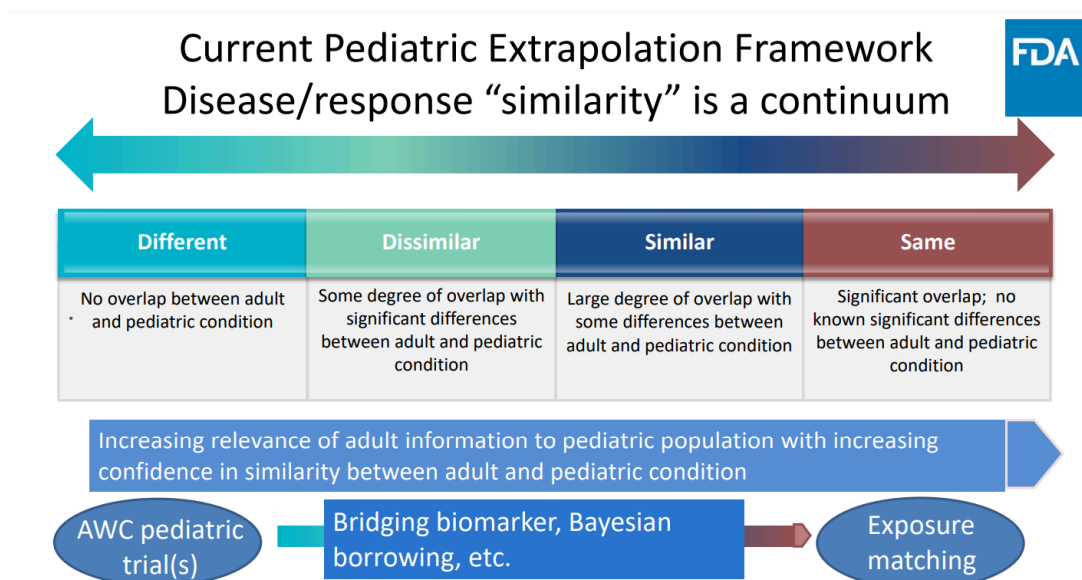 Current Pediatric Extrapolation Framework
Disease/response “similarity” is a continuum
FDA
Different
Dissimilar
Similar
Same
No overlap between adult
and pediatric condition
Some degree of overlap with
significant differences
between adult and pediatric
condition
Large degree of overlap with
some differences between
adult and pediatric condition
Significant overlap;  no
known significant differences
between adult and pediatric
condition
Increasing relevance of adult information to pediatric population with increasing
confidence in similarity between adult and pediatric condition
AWC pediatric
trial(s)
Bridging biomarker, Bayesian
borrowing, etc.
Exposure
matching